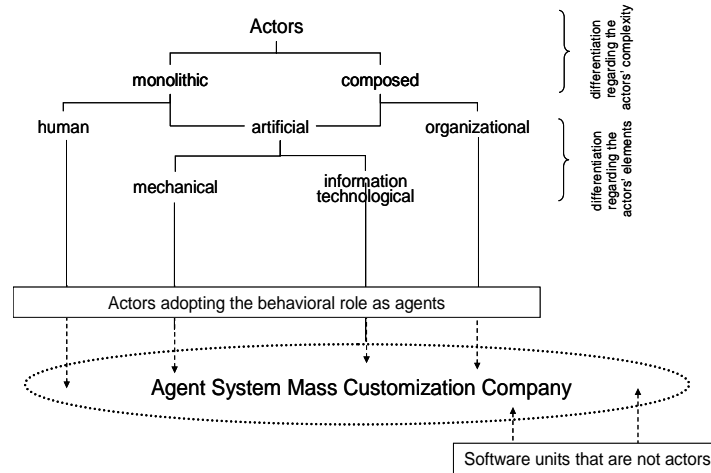 Actors
differentiation
regarding the
actors' complexity
monolithic
composed
human
artificial
organizational
differentiation
regarding the
actors' elements
mechanical
information
technological
Actors adopting the behavioral role as agents
Agent System Mass Customization Company
Software units that are not actors